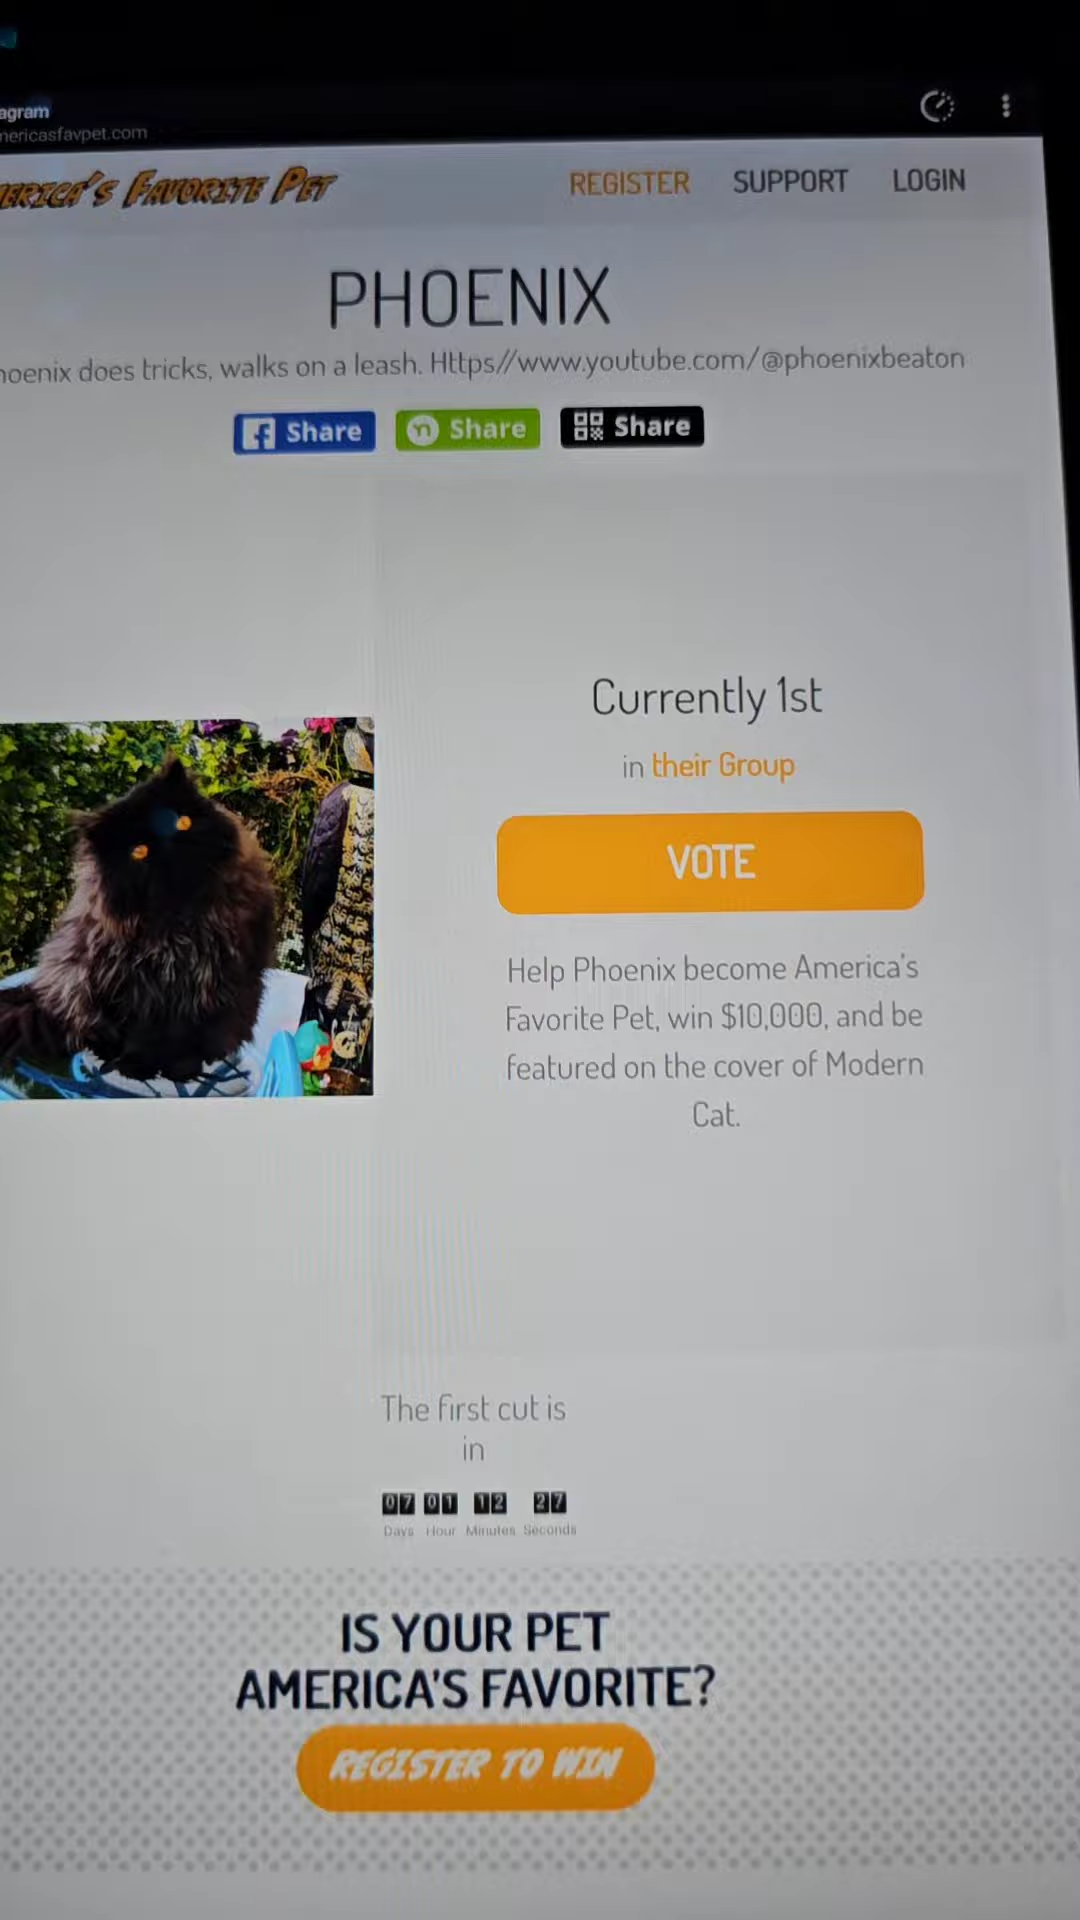 agram
mericasfavpet.com
ERICA'S FAVORITE PET
REGISTER SUPPORT LOGIN
PHOENIX
hoenix does tricks, walks on a leash. Https//www.youtube.com/@phoenixbeaton
Share Share Share
Currently 1st
in their Group
VOTE
Help Phoenix become America's
Favorite Pet, win $10,000, and be
featured on the cover of Modern
Cat.
The first cut is
in
07 01 12 27
Days Hour Minutes Seconds
IS YOUR PET
AMERICA'S FAVORITE?
REGISTER TO WIN